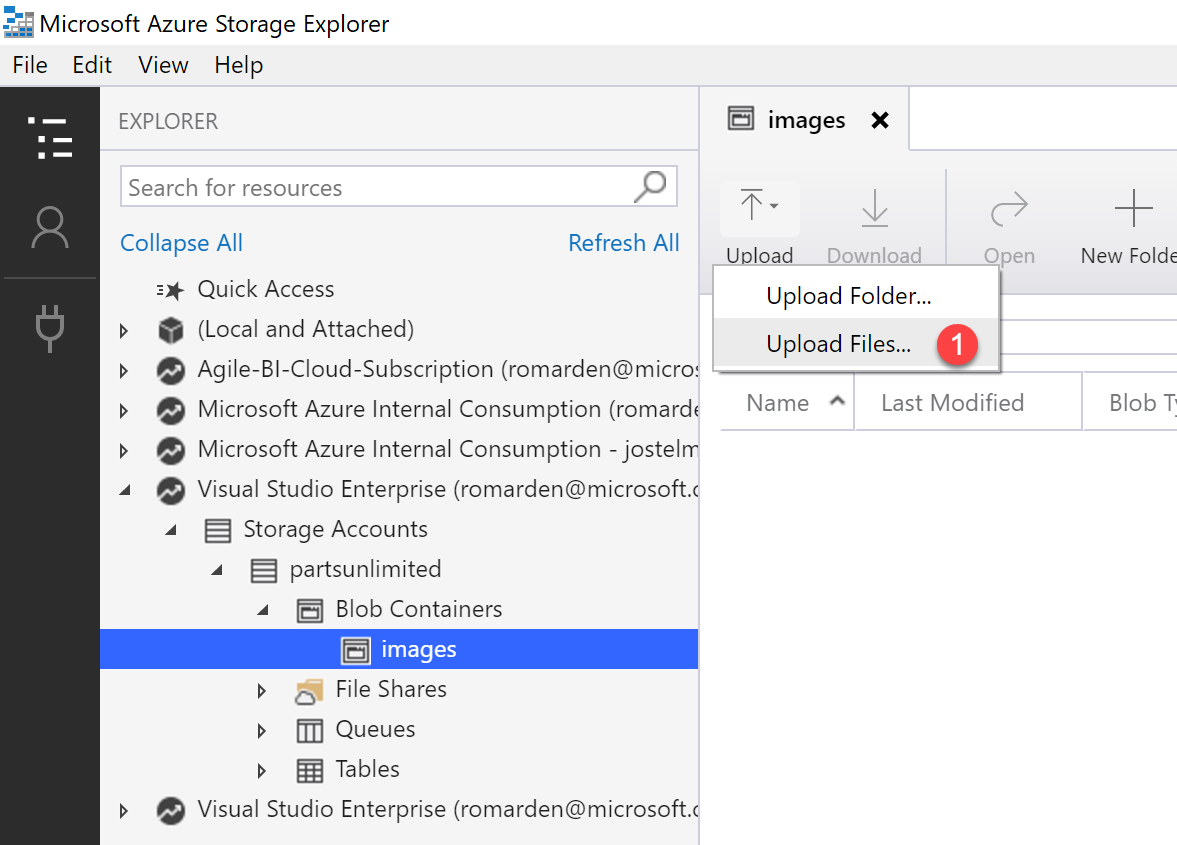 Microsoft Azure Storage Explorer
File Edit View Help
EXPLORER
Search for resources
Collapse All Refresh All
Quick Access
(Local and Attached)
Agile-BI-Cloud-Subscription (romarden@micros
Microsoft Azure Internal Consumption (romarde
Microsoft Azure Internal Consumption - jostelm
Visual Studio Enterprise (romarden@microsoft.c
Storage Accounts
partsunlimited
Blob Containers
images
File Shares
Queues
Tables
Visual Studio Enterprise (romarden@microsoft.c
images
Upload Download Open New Folde
Upload Folder...
Upload Files... 1
Name Last Modified Blob Ty